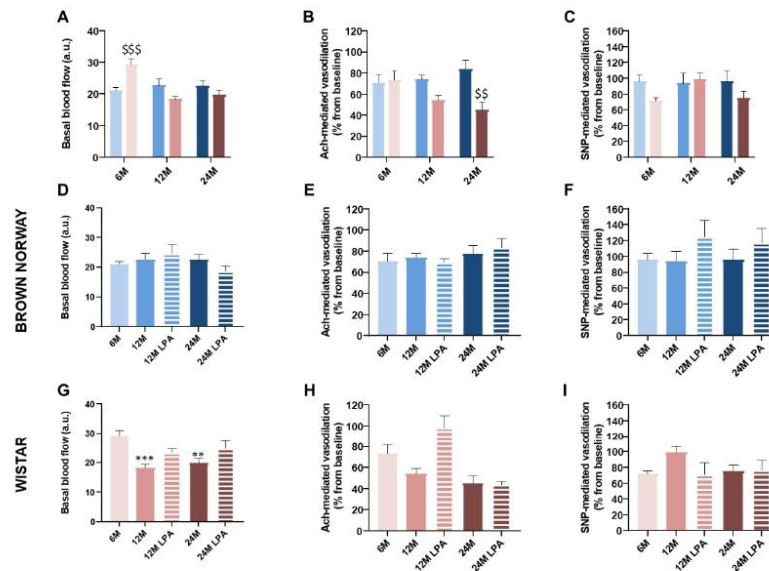 A
Basal blood flow (a.u.)
40
30
20
10
0
$$$
6M
12M
24M
B
Ach-mediated vasodilation
(% from baseline)
120
100
80
60
40
20
0
$$
6M
12M
24M
C
SNP-mediated vasodilation
(% from baseline)
160
140
120
100
80
60
40
20
0
6M
12M
24M
BROWN NORWAY
D
Basal blood flow (a.u.)
40
30
20
10
0
6M
12M
12M LPA
24M
24M LPA
E
Ach-mediated vasodilation
(% from baseline)
120
100
80
60
40
20
0
6M
12M
12M LPA
24M
24M LPA
F
SNP-mediated vasodilation
(% from baseline)
160
140
120
100
80
60
40
20
0
6M
12M
12M LPA
24M
24M LPA
WISTAR
G
Basal blood flow (a.u.)
40
30
20
10
0
***
**
6M
12M
12M LPA
24M
24M LPA
H
Ach-mediated vasodilation
(% from baseline)
120
100
80
60
40
20
0
6M
12M
12M LPA
24M
24M LPA
I
SNP-mediated vasodilation
(% from baseline)
160
140
120
100
80
60
40
20
0
6M
12M
12M LPA
24M
24M LPA